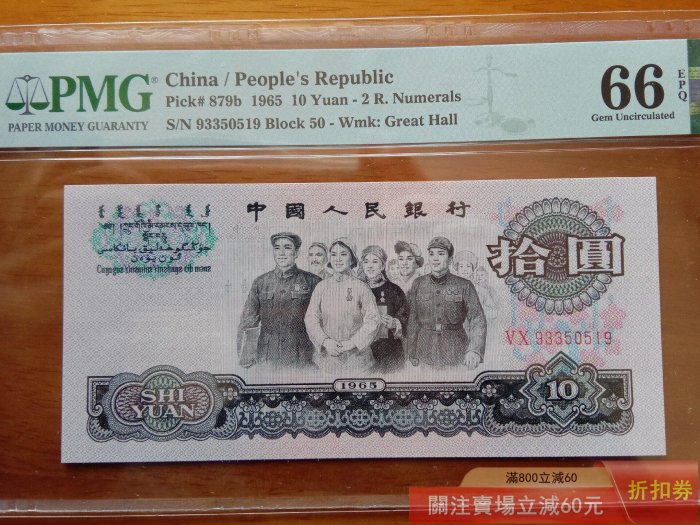 PMG
PAPER MONEY GUARANTY
China / People's Republic
Pick# 879b 1965 10 Yuan - 2 R. Numerals
S/N 93350519 Block 50 - Wmk: Great Hall
66 EPQ
Gem Uncirculated
中國人民銀行
拾圓
VX 93350519
1965
SHI
YUAN
10
滿800立減60
關注賣場立減60元
折扣券